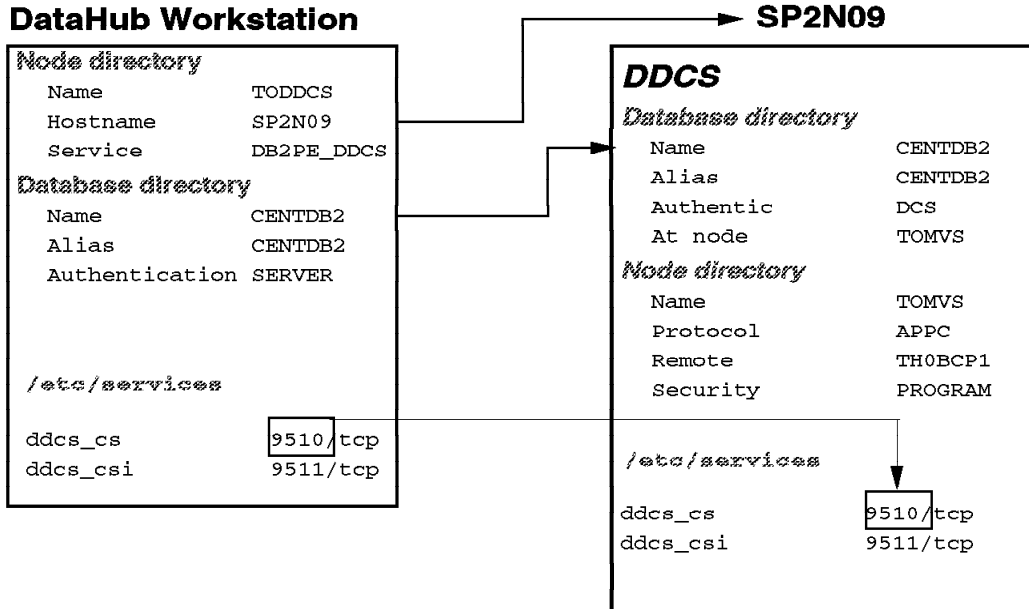 DataHub Workstation
Node directory
Name TODDCS
Hostname SP2N09
Service DB2PE_DDCS
Database directory
Name CENTDB2
Alias CENTDB2
Authentication SERVER
/etc/services
ddcs_cs 9510/tcp
ddcs_csi 9511/tcp
SP2N09
DDCS
Database directory
Name CENTDB2
Alias CENTDB2
Authentic DCS
At node TOMVS
Node directory
Name TOMVS
Protocol APPC
Remote TH0BCP1
Security PROGRAM
/etc/services
ddcs_cs 9510/tcp
ddcs_csi 9511/tcp